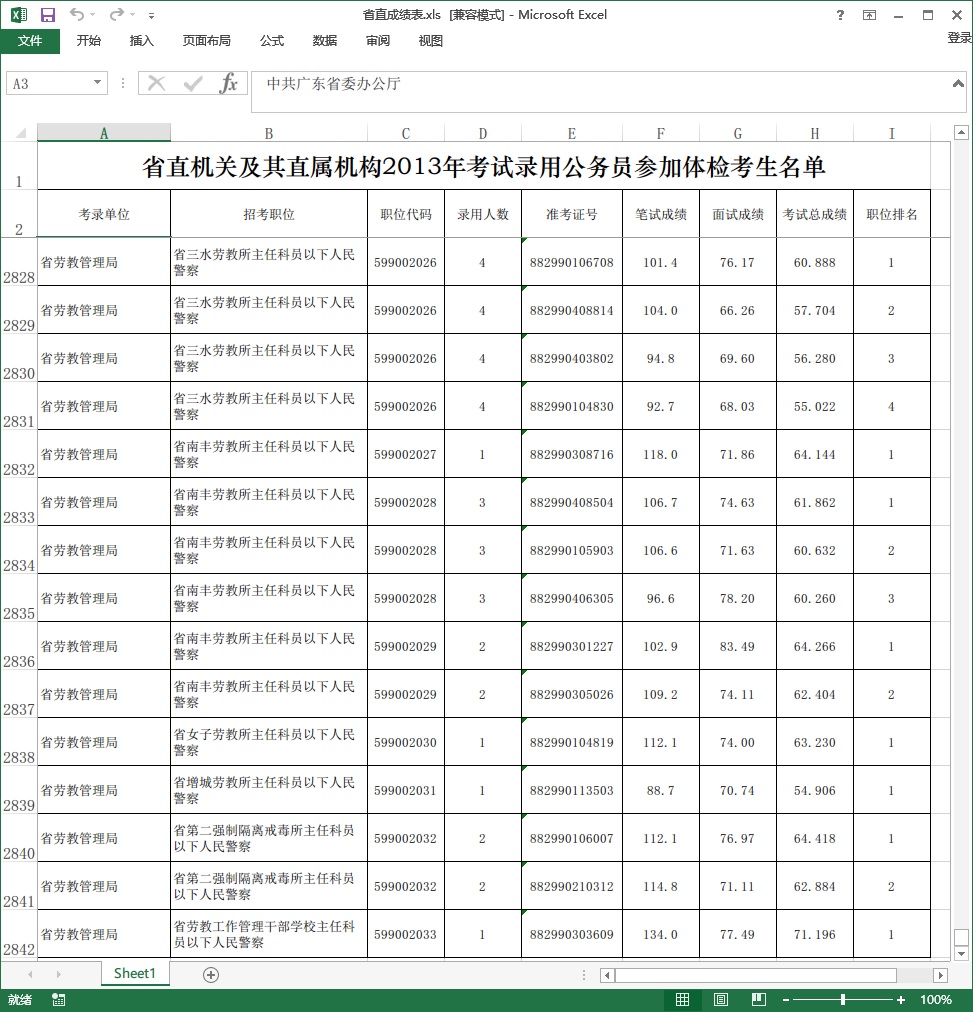 省直成绩表.xls [兼容模式] - Microsoft Excel
?
文件 开始 插入 页面布局 公式 数据 审阅 视图 登录
A3 fx 中共广东省委办公厅
A B C D E F G H I
1 省直机关及其直属机构2013年考试录用公务员参加体检考生名单
2 考录单位 招考职位 职位代码 录用人数 准考证号 笔试成绩 面试成绩 考试总成绩 职位排名
2828 省劳教管理局 省三水劳教所主任科员以下人民 599002026 4 882990106708 101.4 76.17 60.888 1
警察
2829 省劳教管理局 省三水劳教所主任科员以下人民 599002026 4 882990408814 104.0 66.26 57.704 2
警察
2830 省劳教管理局 省三水劳教所主任科员以下人民 599002026 4 882990403802 94.8 69.60 56.280 3
警察
2831 省劳教管理局 省三水劳教所主任科员以下人民 599002026 4 882990104830 92.7 68.03 55.022 4
警察
2832 省劳教管理局 省南丰劳教所主任科员以下人民 599002027 1 882990308716 118.0 71.86 64.144 1
警察
2833 省劳教管理局 省南丰劳教所主任科员以下人民 599002028 3 882990408504 106.7 74.63 61.862 1
警察
2834 省劳教管理局 省南丰劳教所主任科员以下人民 599002028 3 882990105903 106.6 71.63 60.632 2
警察
2835 省劳教管理局 省南丰劳教所主任科员以下人民 599002028 3 882990406305 96.6 78.20 60.260 3
警察
2836 省劳教管理局 省南丰劳教所主任科员以下人民 599002029 2 882990301227 102.9 83.49 64.266 1
警察
2837 省劳教管理局 省南丰劳教所主任科员以下人民 599002029 2 882990305026 109.2 74.11 62.404 2
警察
2838 省劳教管理局 省女子劳教所主任科员以下人民 599002030 1 882990104819 112.1 74.00 63.230 1
警察
2839 省劳教管理局 省增城劳教所主任科员以下人民 599002031 1 882990113503 88.7 70.74 54.906 1
警察
2840 省劳教管理局 省第二强制隔离戒毒所主任科员 599002032 2 882990106007 112.1 76.97 64.418 1
以下人民警察
2841 省劳教管理局 省第二强制隔离戒毒所主任科员 599002032 2 882990210312 114.8 71.11 62.884 2
以下人民警察
2842 省劳教管理局 省劳教工作管理干部学校主任科 599002033 1 882990303609 134.0 77.49 71.196 1
员以下人民警察
Sheet1
就绪 100%